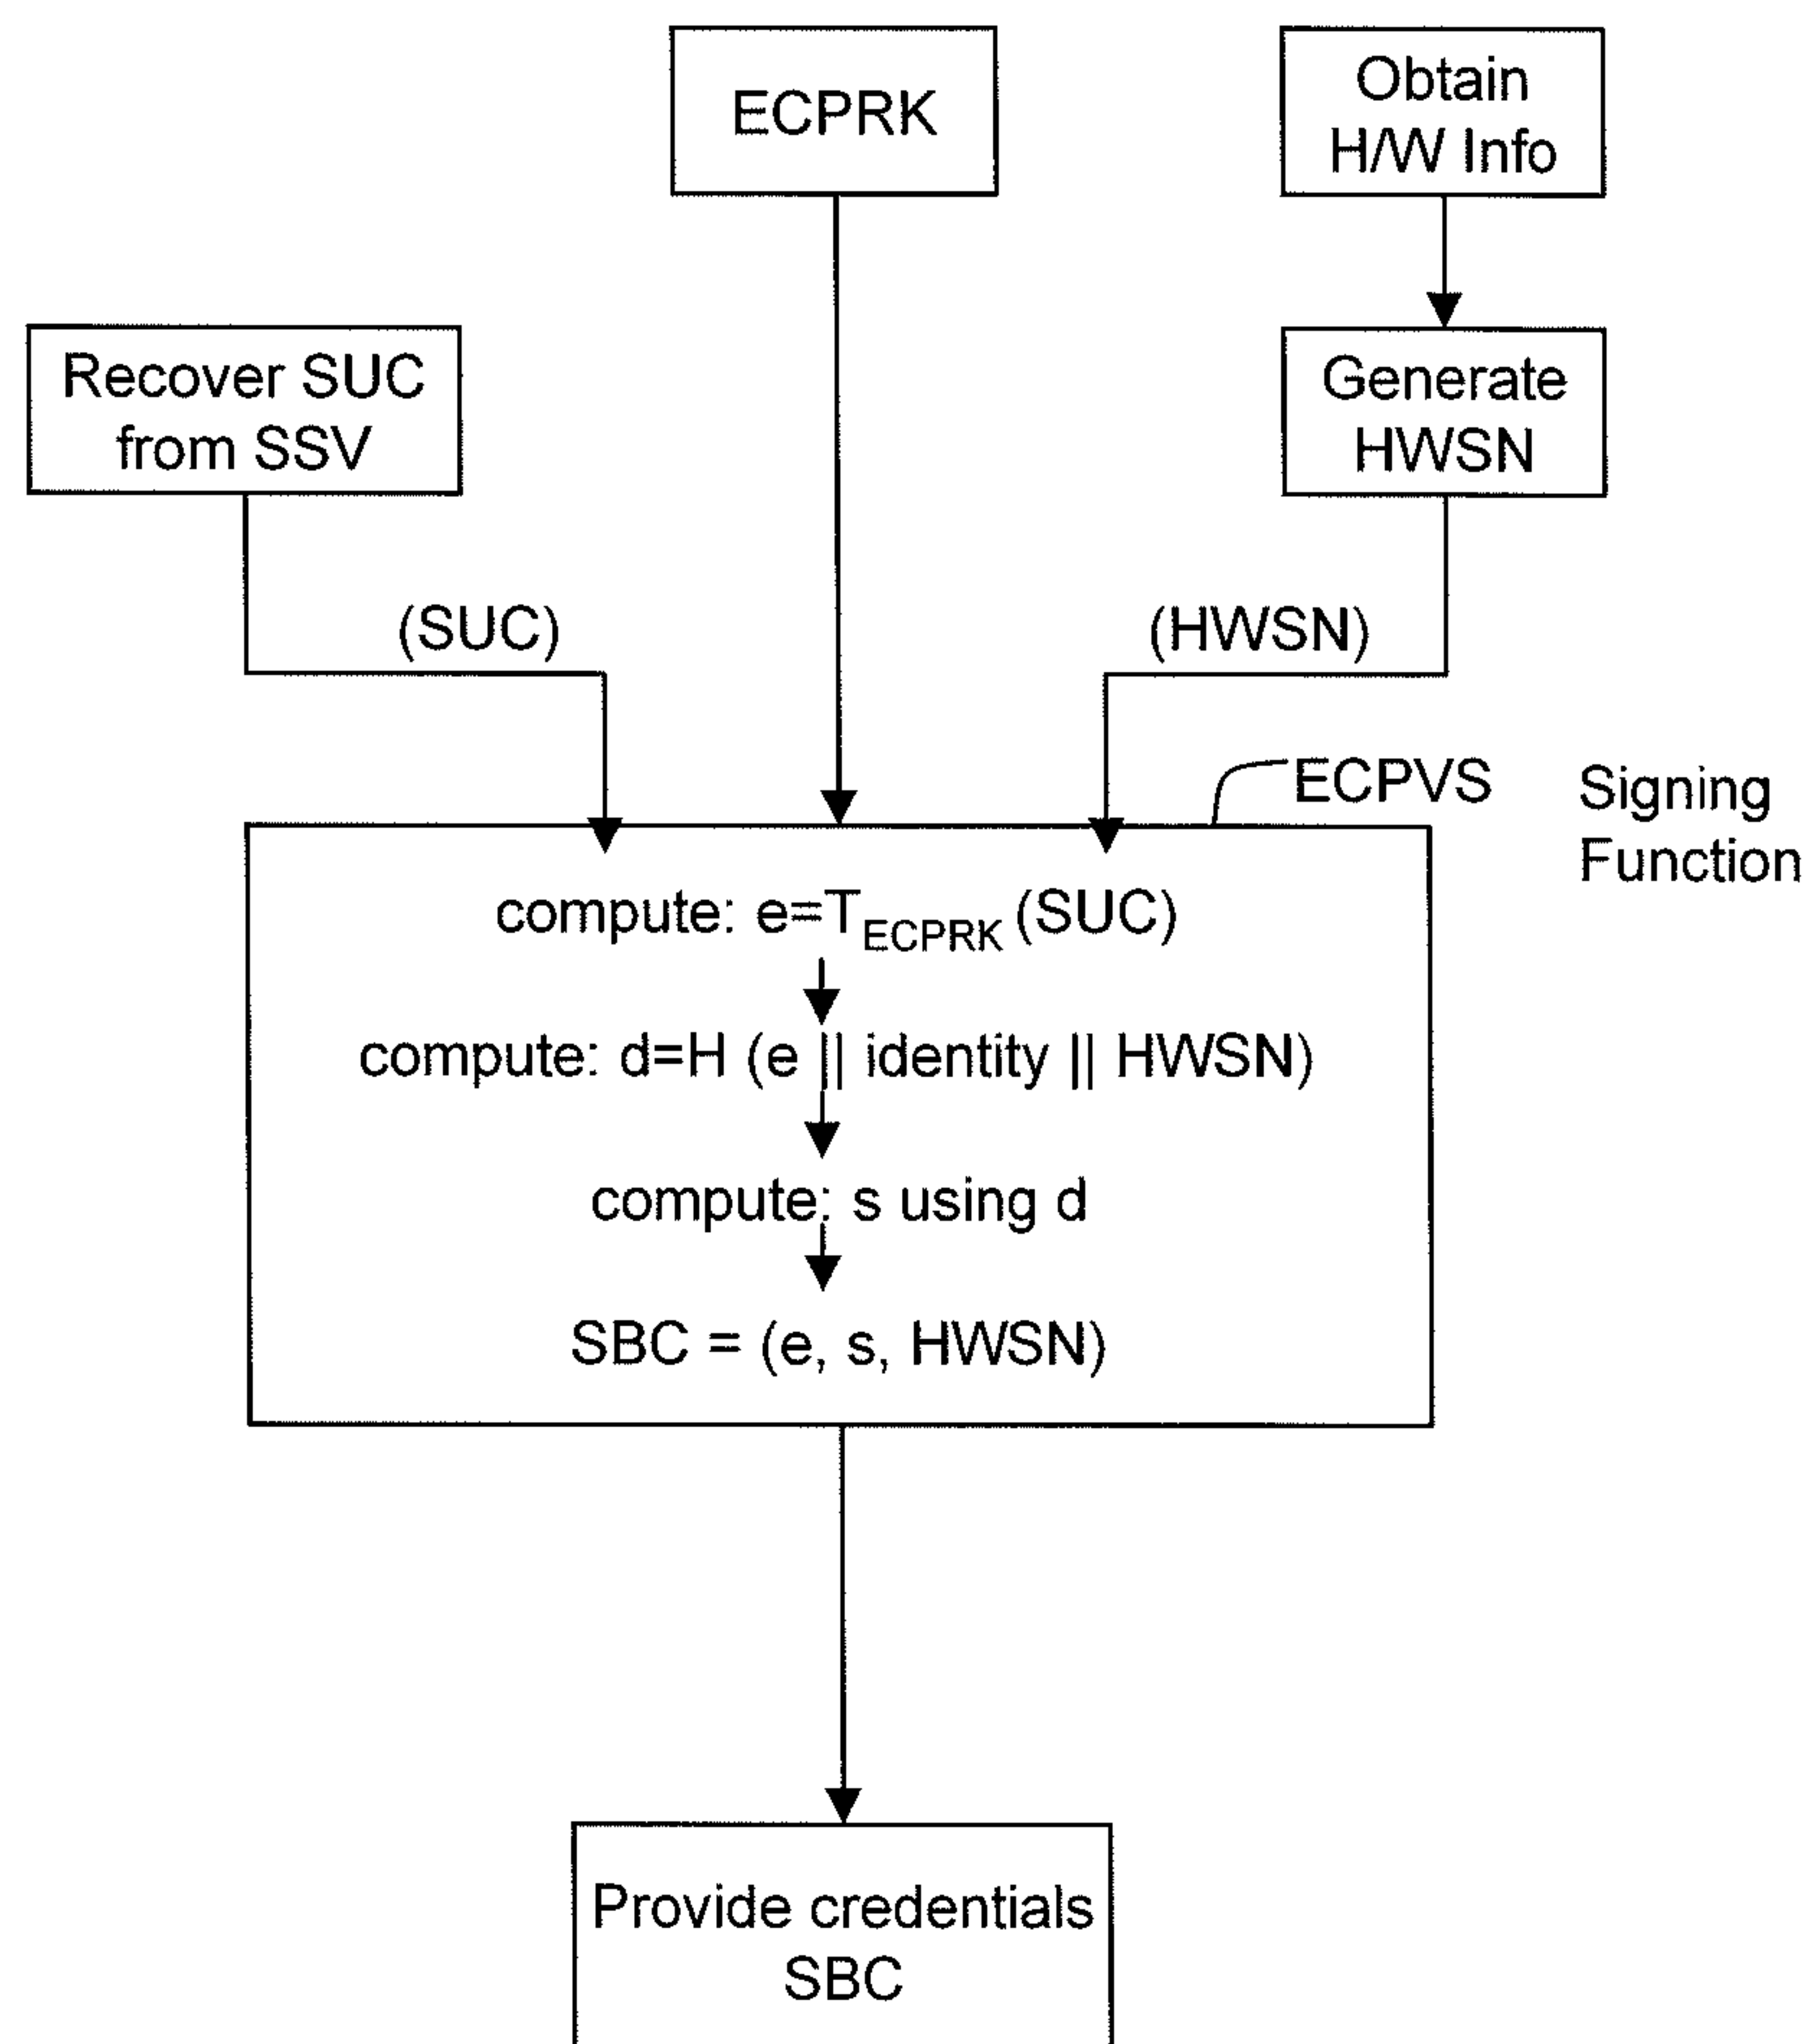 ECPRK
Obtain
H/W Info
Recover SUC
from SSV
Generate
HWSN
(SUC)
(HWSN)
ECPVS
Signing
Function
compute: e=T_ECPRK (SUC)
compute: d=H (e || identity || HWSN)
compute: s using d
SBC = (e, s, HWSN)
Provide credentials
SBC